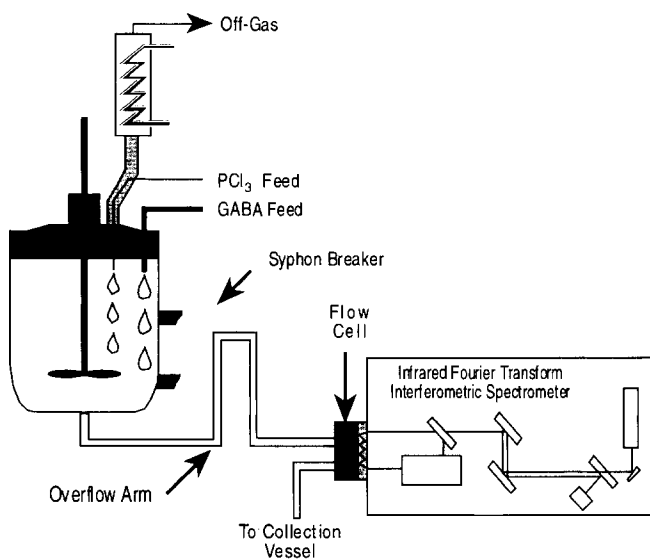 Off-Gas
PCl₃ Feed
GABA Feed
Syphon Breaker
Flow
Cell
Infrared Fourier Transform
Interferometric Spectrometer
Overflow Arm
To Collection
Vessel